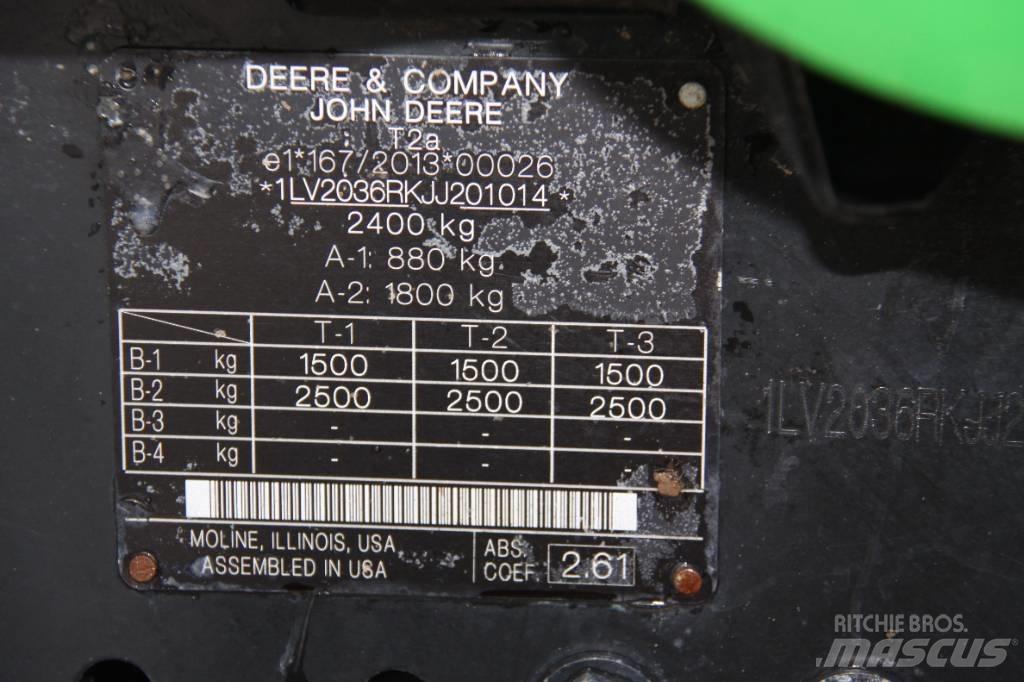 DEERE & COMPANY
JOHN DEERE
T2a
e1*167/2013*00026
*1LV2036RKJJ201014*
2400 kg
A-1: 880 kg
A-2: 1800 kg
T-1 T-2 T-3
B-1 kg 1500 1500 1500
B-2 kg 2500 2500 2500
B-3 kg - - -
B-4 kg - - -
MOLINE, ILLINOIS, USA
ASSEMBLED IN USA
ABS.
COEF. 2.61
1LV2036RKJJ2
RITCHIE BROS.
MASCUS